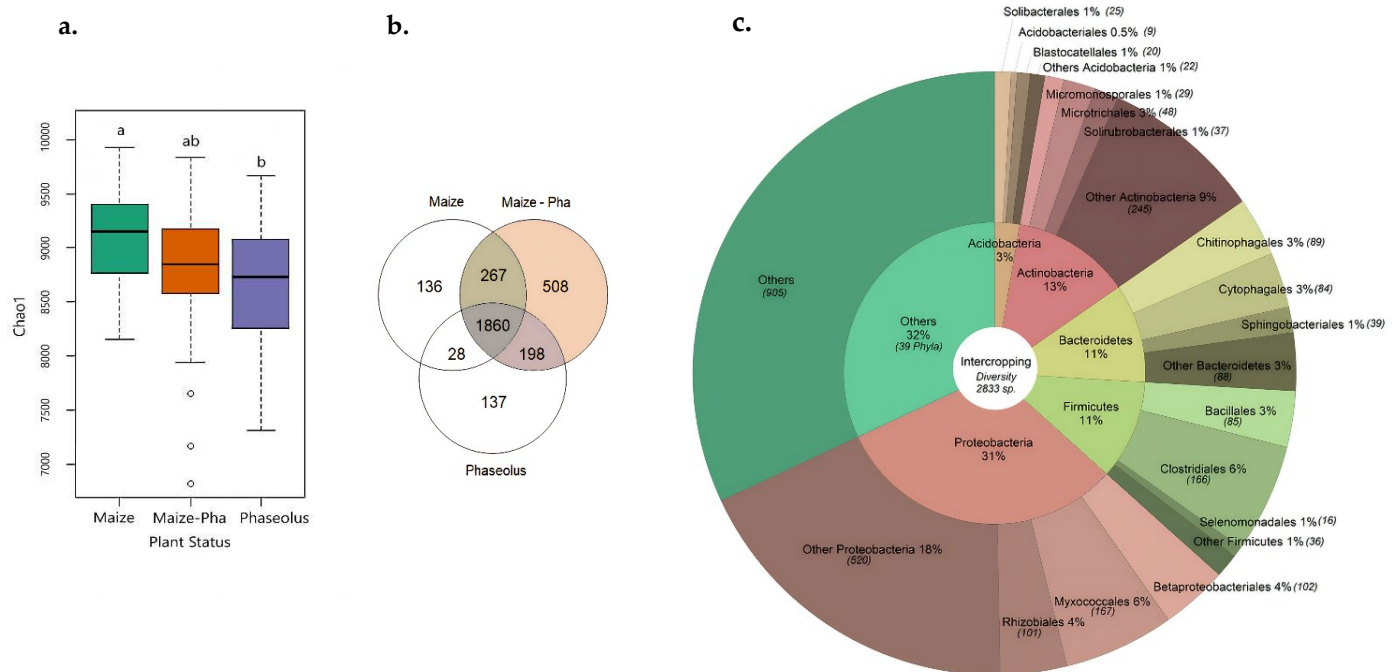 a.
10000
9500
9000
8500
8000
7500
7000
Chao1
a
ab
b
Maize
Maize-Pha
Phaseolus
Plant Status
b.
Maize
Maize - Pha
136
267
508
1860
28
198
137
Phaseolus
c.
Solibacterales 1% (25)
Acidobacteriales 0.5% (9)
Blastocatellales 1% (20)
Others Acidobacteria 1% (22)
Micromonosporales 1% (29)
Microtrichales 3% (48)
Solirubrobacterales 1% (37)
Other Actinobacteria 9%
(245)
Chitinophagales 3% (89)
Cytophagales 3% (84)
Sphingobacteriales 1% (39)
Other Bacteroidetes 3%
(88)
Bacillales 3%
(85)
Clostridiales 6%
(166)
Selenomonadales 1% (16)
Other Firmicutes 1% (36)
Betaproteobacteriales 4% (102)
Myxococcales 6%
(167)
Rhizobiales 4%
(101)
Other Proteobacteria 18%
(520)
Others
(905)
Acidobacteria
3%
Actinobacteria
13%
Bacteroidetes
11%
Firmicutes
11%
Proteobacteria
31%
Others
32%
(39 Phyla)
Intercropping
Diversity
2833 sp.